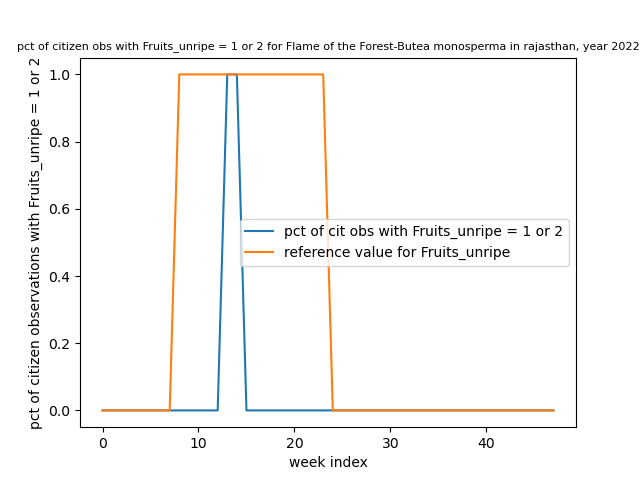 pct of citizen obs with Fruits_unripe = 1 or 2 for Flame of the Forest-Butea monosperma in rajasthan, year 2022
pct of citizen observations with Fruits_unripe = 1 or 2
1.0
0.8
0.6
0.4
0.2
0.0
pct of cit obs with Fruits_unripe = 1 or 2
reference value for Fruits_unripe
0 10 20 30 40
week index